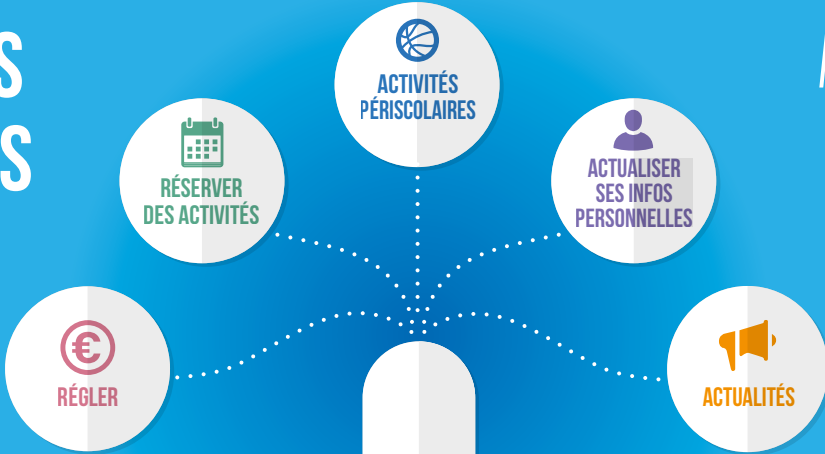 ACTIVITÉS
PÉRISCOLAIRES
RÉSERVER
DES ACTIVITÉS
ACTUALISER
SES INFOS
PERSONNELLES
RÉGLER
ACTUALITÉS